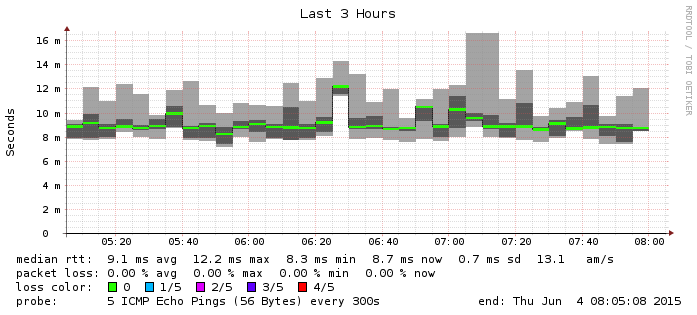 Last 3 Hours
RRDTOOL / TOBI OETIKER
Seconds
16 m
14 m
12 m
10 m
8 m
6 m
4 m
2 m
0
05:20 05:40 06:00 06:20 06:40 07:00 07:20 07:40 08:00
median rtt: 9.1 ms avg 12.2 ms max 8.3 ms min 8.7 ms now 0.7 ms sd 13.1 am/s
packet loss: 0.00 % avg 0.00 % max 0.00 % min 0.00 % now
loss color: 0 1/5 2/5 3/5 4/5
probe: 5 ICMP Echo Pings (56 Bytes) every 300s end: Thu Jun 4 08:05:08 2015